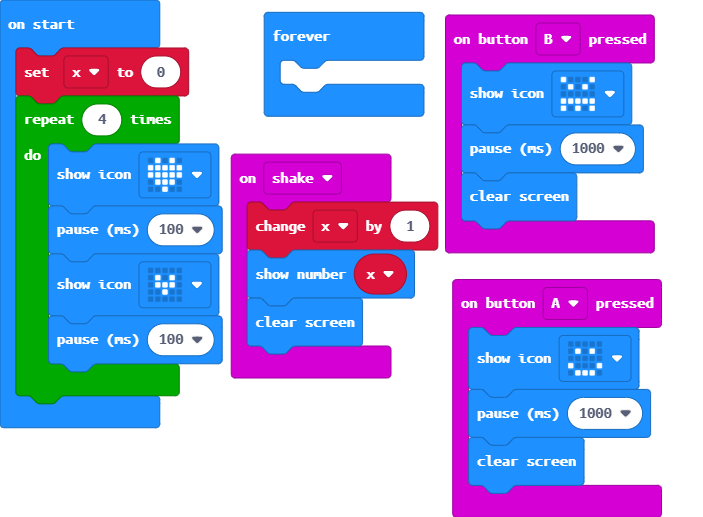 on start
set x to 0
repeat 4 times
do
show icon
pause (ms) 100
show icon
pause (ms) 100
forever
on shake
change x by 1
show number x
clear screen
on button B pressed
show icon
pause (ms) 1000
clear screen
on button A pressed
show icon
pause (ms) 1000
clear screen